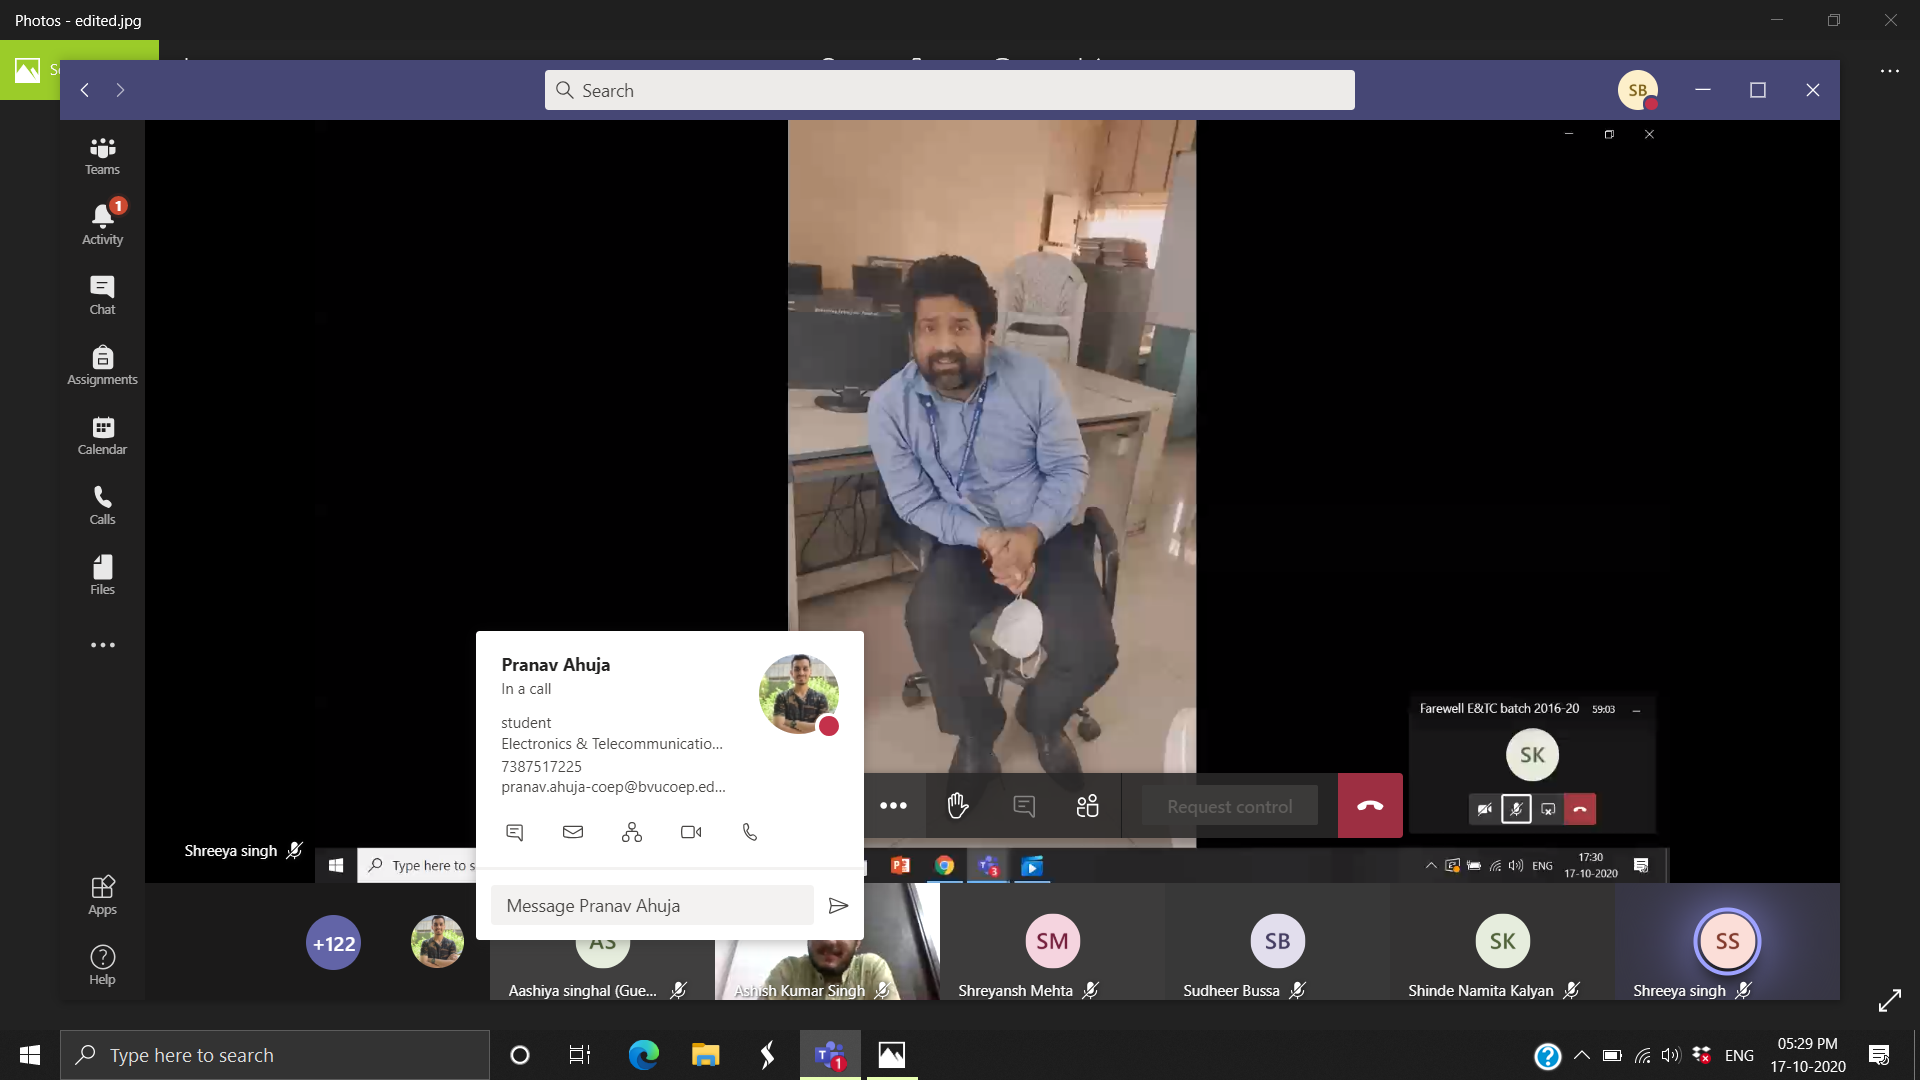 Photos - edited.jpg
Search
SB
Teams
1
Activity
Chat
Assignments
Calendar
Calls
Files
Apps
Help
Pranav Ahuja
In a call
student
Electronics & Telecommunicatio...
7387517225
pranav.ahuja-coep@bvucoep.ed...
Message Pranav Ahuja
Request control
Farewell E&TC batch 2016-20 59:03
SK
Shreeya singh
Type here to s
3
ENG
17:30
17-10-2020
+122
AS
SM
SB
SK
SS
Aashiya singhal (Gue...
Ashish Kumar Singh
Shreyansh Mehta
Sudheer Bussa
Shinde Namita Kalyan
Shreeya singh
Type here to search
1
ENG
05:29 PM
17-10-2020